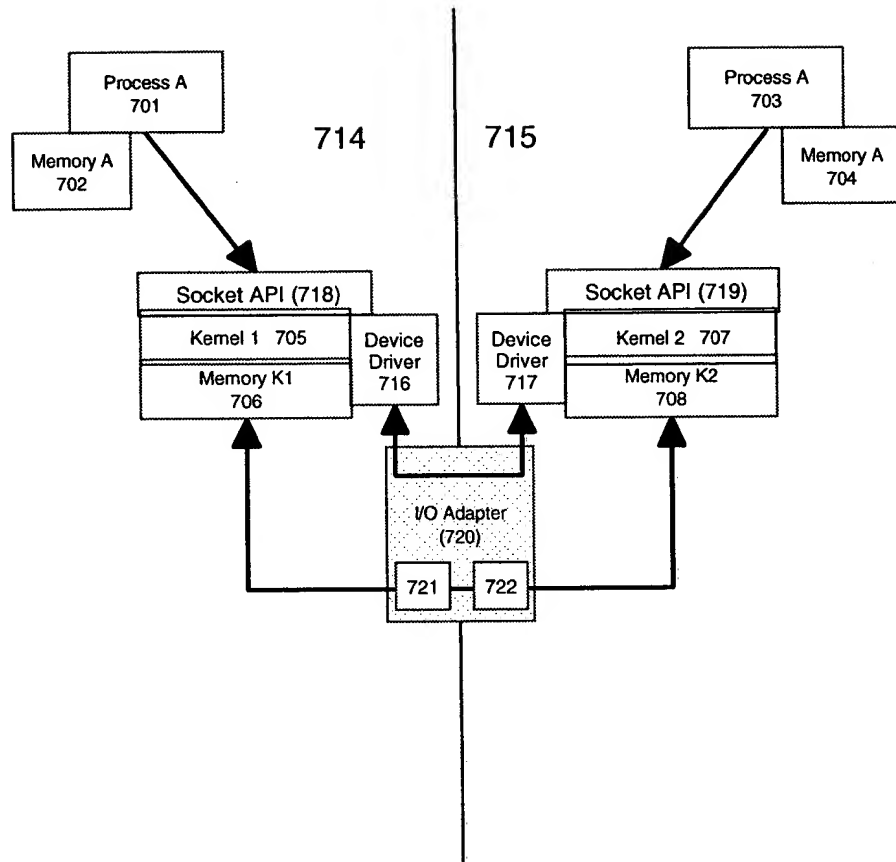 Process A
701
Memory A
702
714
715
Process A
703
Memory A
704
Socket API (718)
Kernel 1 705
Memory K1
706
Device
Driver
716
Socket API (719)
Kernel 2 707
Memory K2
708
Device
Driver
717
I/O Adapter
(720)
721
722